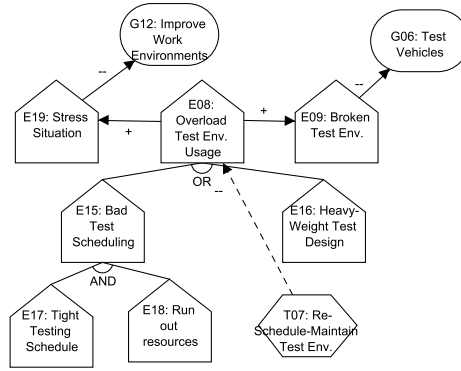 G12: Improve
Work
Environments
G06: Test
Vehicles
--
--
E19: Stress
Situation
+
E08:
Overload
Test Env.
Usage
+
E09: Broken
Test Env.
OR
--
E15: Bad
Test
Scheduling
E16: Heavy-
Weight Test
Design
AND
E17: Tight
Testing
Schedule
E18: Run
out
resources
T07: Re-
Schedule-Maintain
Test Env.